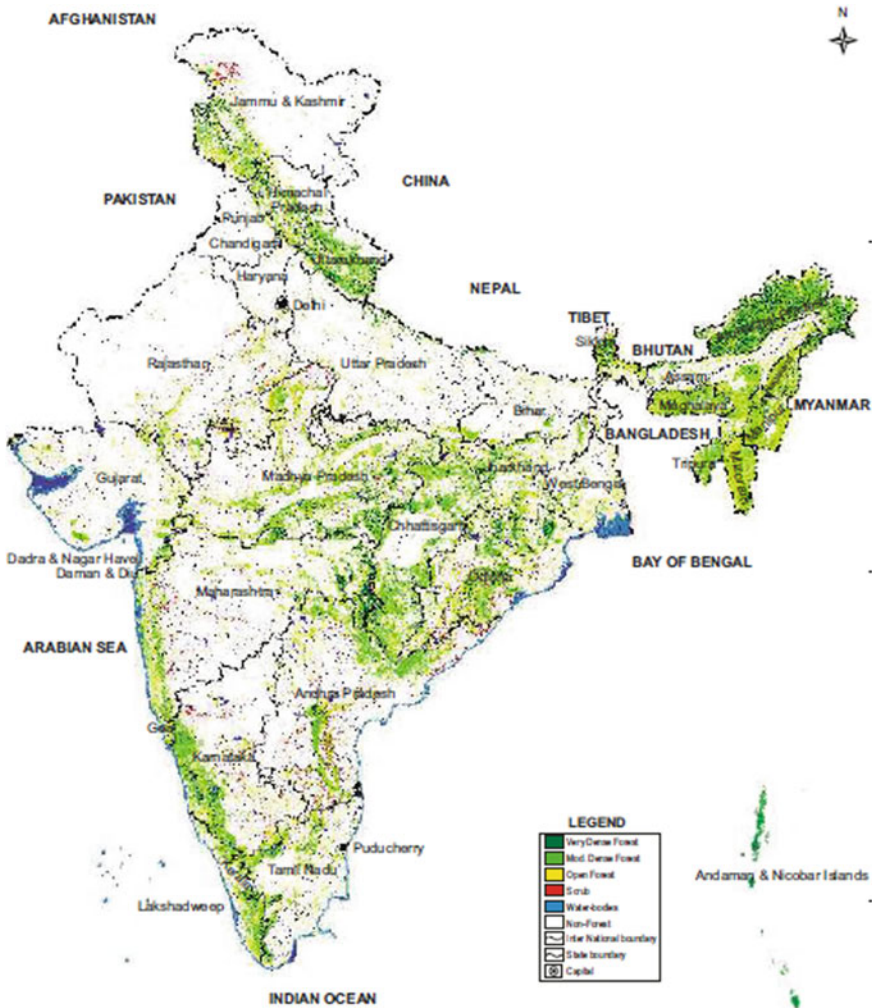 AFGHANISTAN
N
Jammu & Kashmir
CHINA
PAKISTAN
Himachal
Pradesh
Punjab
Chandigarh
Uttarakhand
Haryana
NEPAL
Delhi
TIBET
Sikkim
BHUTAN
Rajasthan
Uttar Pradesh
Assam
Bihar
Meghalaya
MYANMAR
BANGLADESH
Gujarat
Madhya Pradesh
Jharkhand
Tripura
West Bengal
Mizoram
Chhattisgarh
Dadra & Nagar Haveli
Daman & Diu
BAY OF BENGAL
Odisha
Maharashtra
ARABIAN SEA
Andhra Pradesh
Goa
Karnataka
LEGEND
Very Dense Forest
Mod. Dense Forest
Open Forest
Scrub
Water-bodies
Non-Forest
Inter National boundary
State boundary
Capital
Puducherry
Tamil Nadu
Andaman & Nicobar Islands
Lakshadweep
INDIAN OCEAN